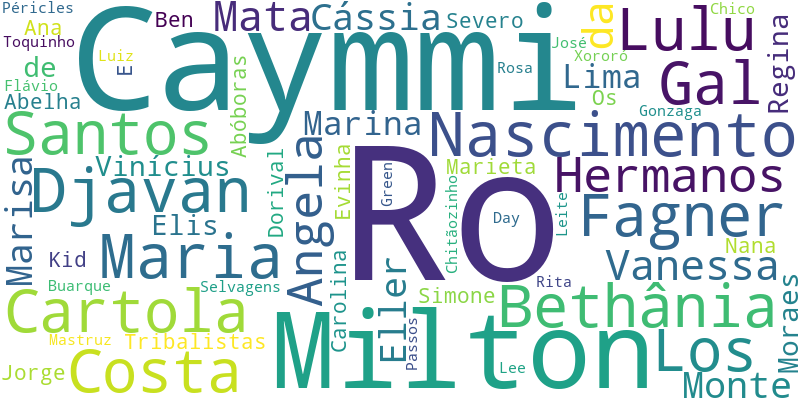 Péricles
Ana
Toquinho
de
Flávio
Abelha
Luiz
E
Ben
Caymmi
Mata
Cássia
Severo
José
Rosa
Xororo
da
Os
Lulu
Chico
Gal
Regina
Lima
Gonzaga
Santos
Abóboras
Marina
Nascimento
Vinícius
Marisa
Djavan
Elis
Dorival
Angela
Evinha
Ro
Green
Marieta
Chitãozinho
Day
Hermanos
Leite
Fagner
Nana
Vanessa
Maria
Kid
Buarque
Selvagens
Carolina
Eller
Simone
Rita
Bethânia
Moraes
Cartola
Mastruz
Tribalistas
Jorge
Costa
Milton
Passos
Lee
Los
Monte